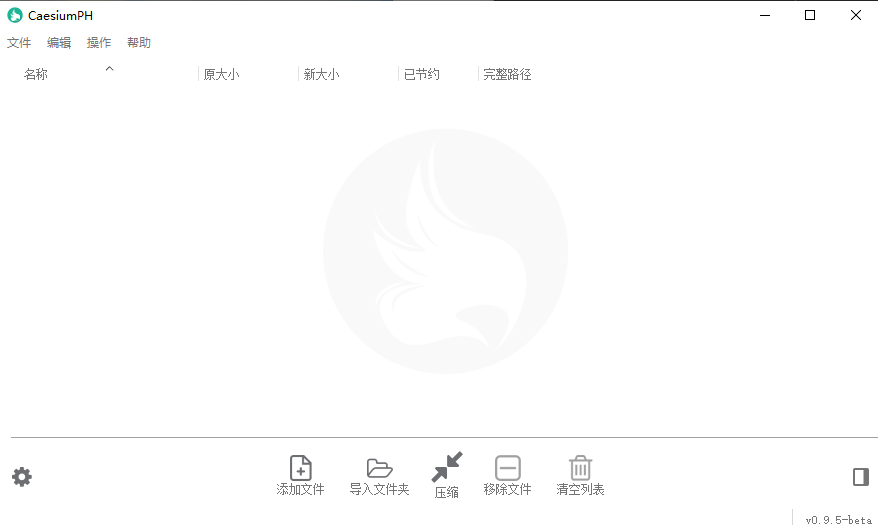 CaesiumPH
文件 编辑 操作 帮助
名称 原大小 新大小 已节约 完整路径
添加文件 导入文件夹 压缩 移除文件 清空列表
v0.9.5-beta